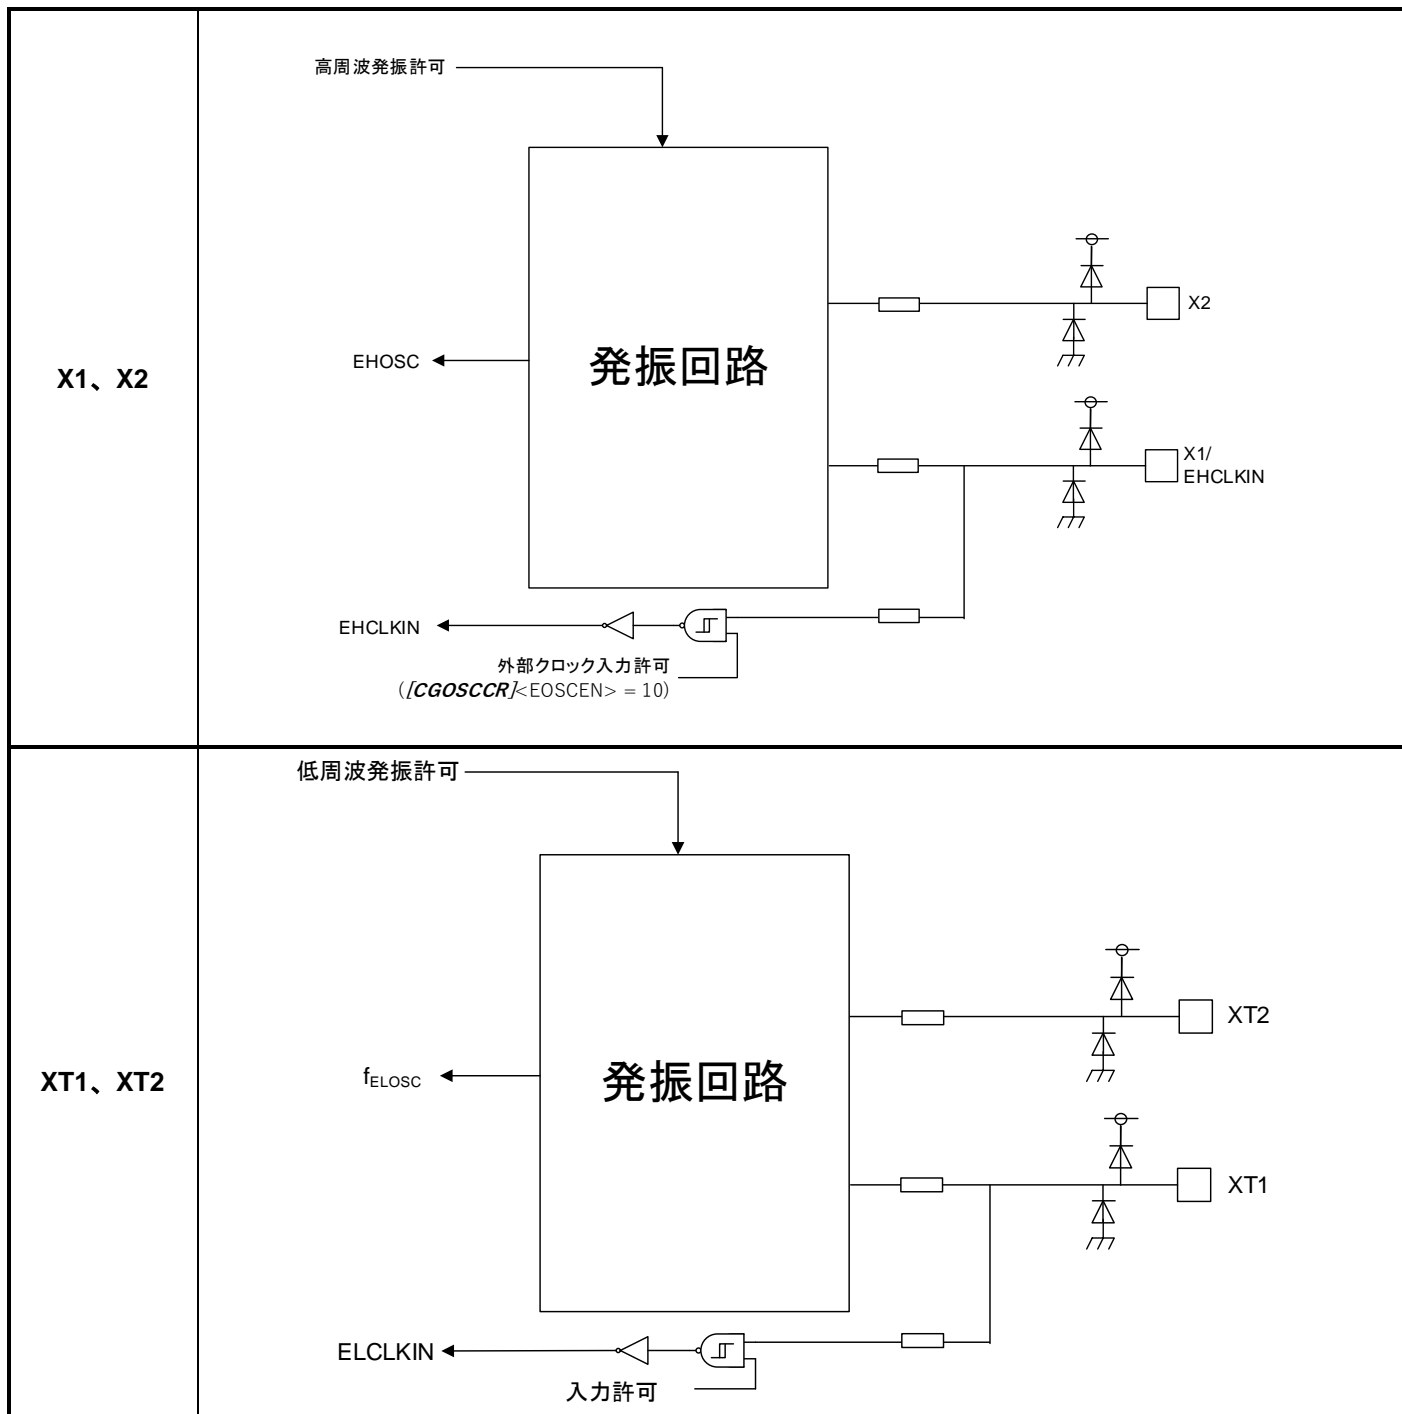 高周波発振許可
X1、X2
発振回路
EHOSC
X2
X1/
EHCLKIN
EHCLKIN
外部クロック入力許可
([CGOSCCR]<EOSCEN> = 10)
低周波発振許可
XT1、XT2
発振回路
fELOSC
XT2
XT1
ELCLKIN
入力許可